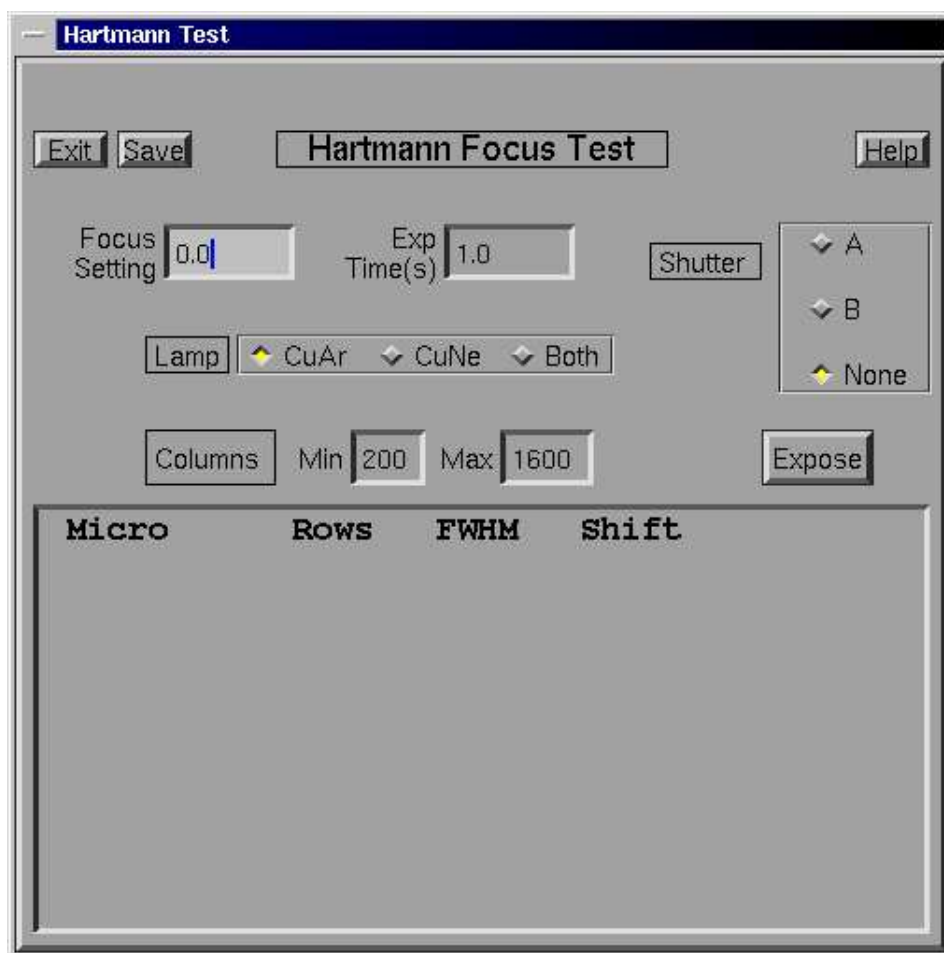 Hartmann Test
Exit Save Hartmann Focus Test Help
Focus Setting 0.0 Exp Time(s) 1.0 Shutter
A
B
None
Lamp CuAr CuNe Both
Columns Min 200 Max 1600 Expose
Micro Rows FWHM Shift